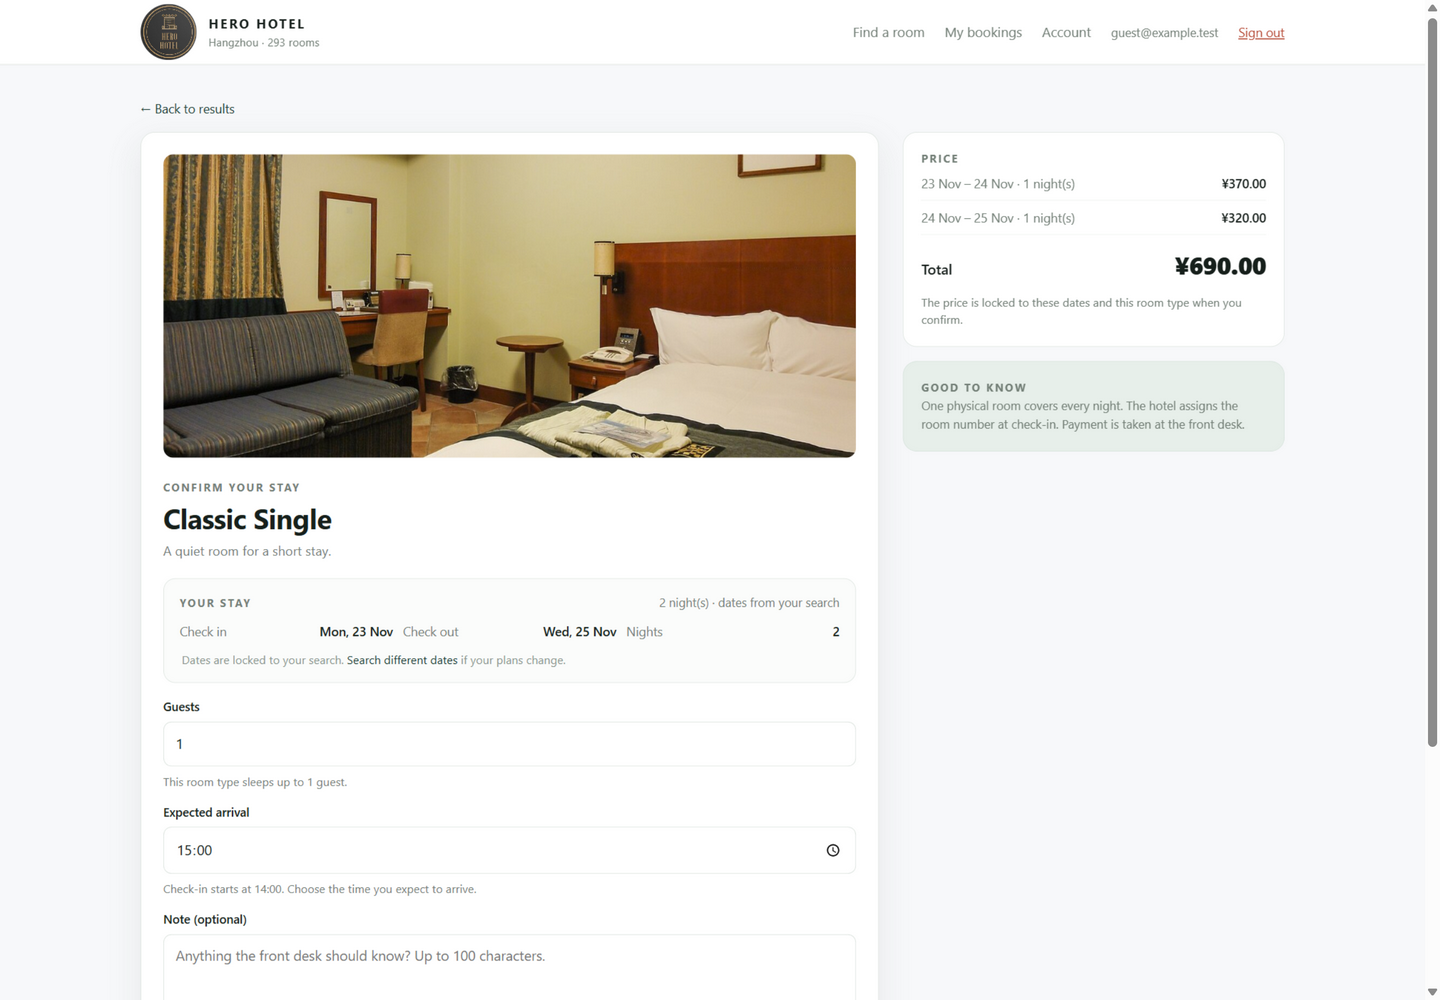 HERO
HOTEL
HERO HOTEL
Hangzhou · 293 rooms
Find a room
My bookings
Account
guest@example.test
Sign out
← Back to results
CONFIRM YOUR STAY
Classic Single
A quiet room for a short stay.
YOUR STAY
2 night(s) · dates from your search
Check in Mon, 23 Nov Check out Wed, 25 Nov Nights 2
Dates are locked to your search. Search different dates if your plans change.
Guests
1
This room type sleeps up to 1 guest.
Expected arrival
15:00
Check-in starts at 14:00. Choose the time you expect to arrive.
Note (optional)
Anything the front desk should know? Up to 100 characters.
PRICE
23 Nov – 24 Nov · 1 night(s) ¥370.00
24 Nov – 25 Nov · 1 night(s) ¥320.00
Total ¥690.00
The price is locked to these dates and this room type when you
confirm.
GOOD TO KNOW
One physical room covers every night. The hotel assigns the
room number at check-in. Payment is taken at the front desk.